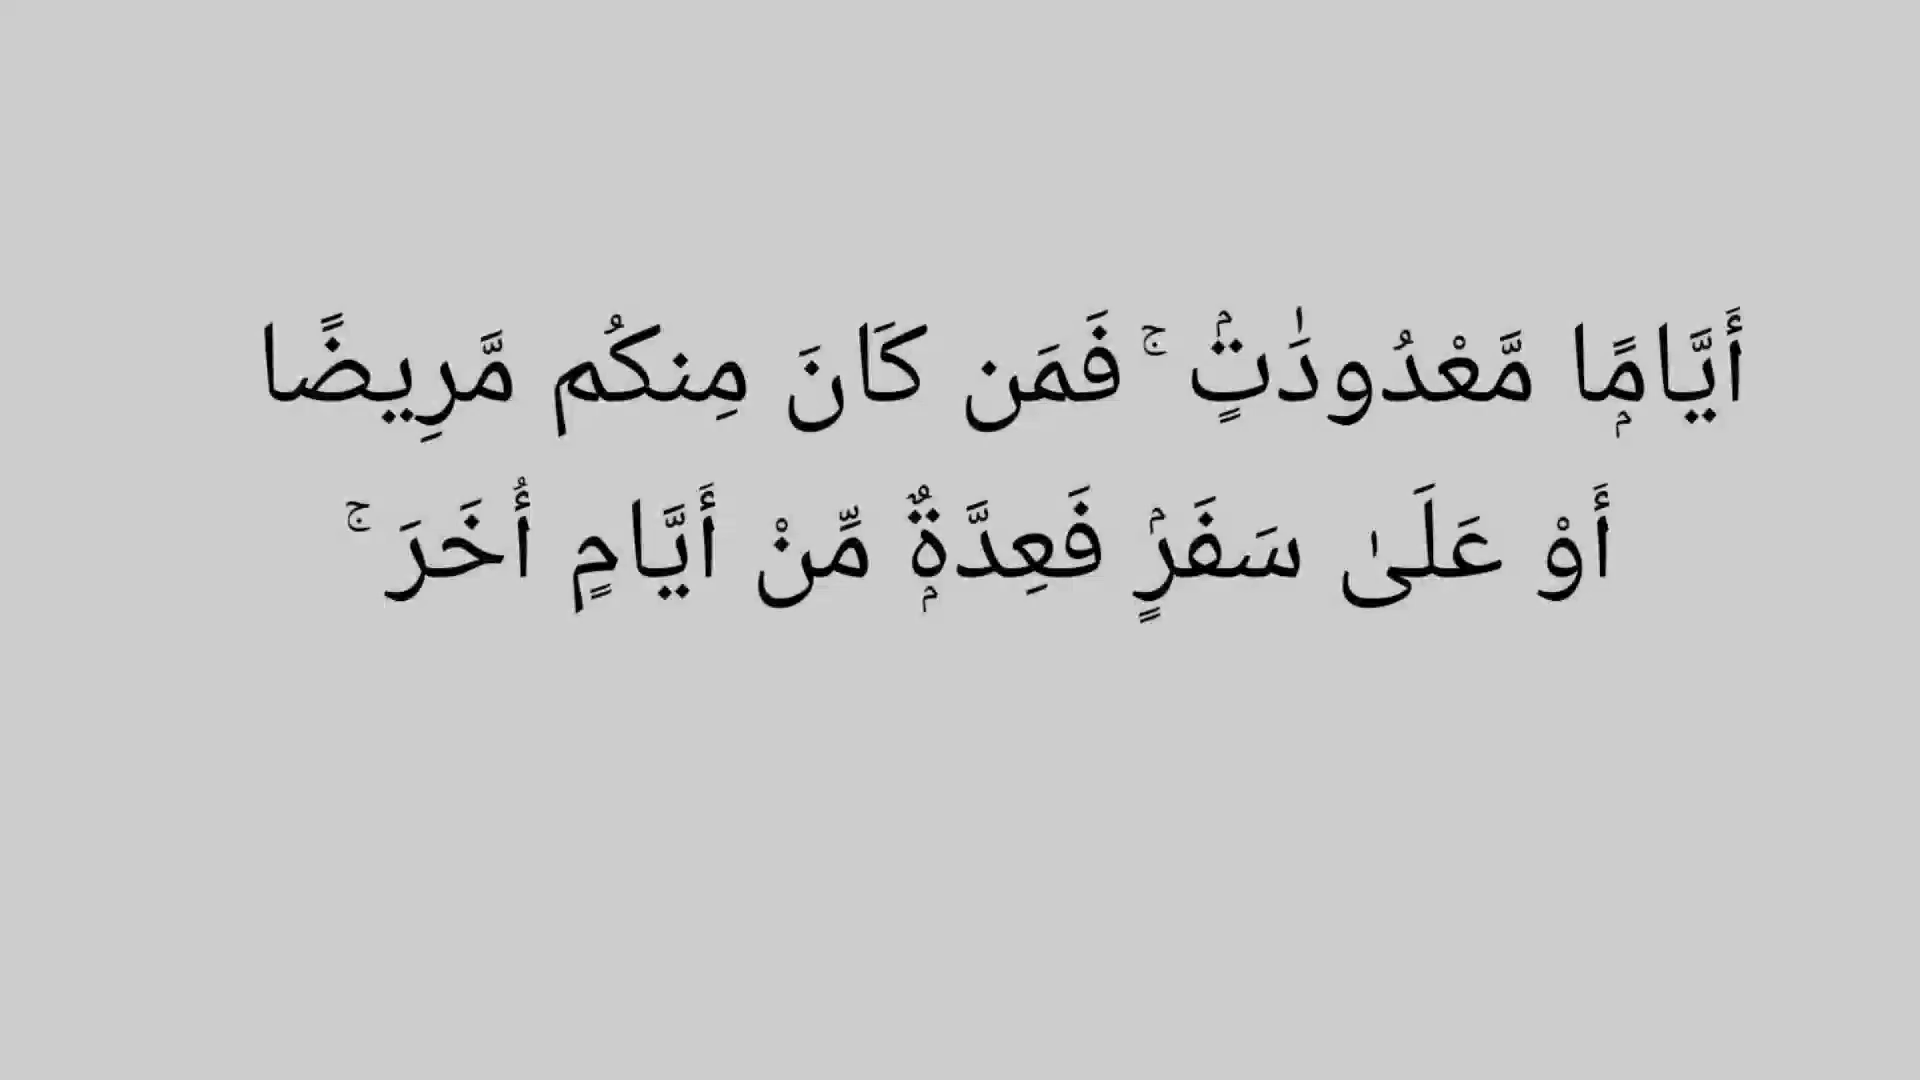 أَيَّامًۭا مَّعْدُودَٰتٍۢ ۚ فَمَن كَانَ مِنكُم مَّرِيضًا
أَوْ عَلَىٰ سَفَرٍۢ فَعِدَّةٌۭ مِّنْ أَيَّامٍ أُخَرَ ۚ